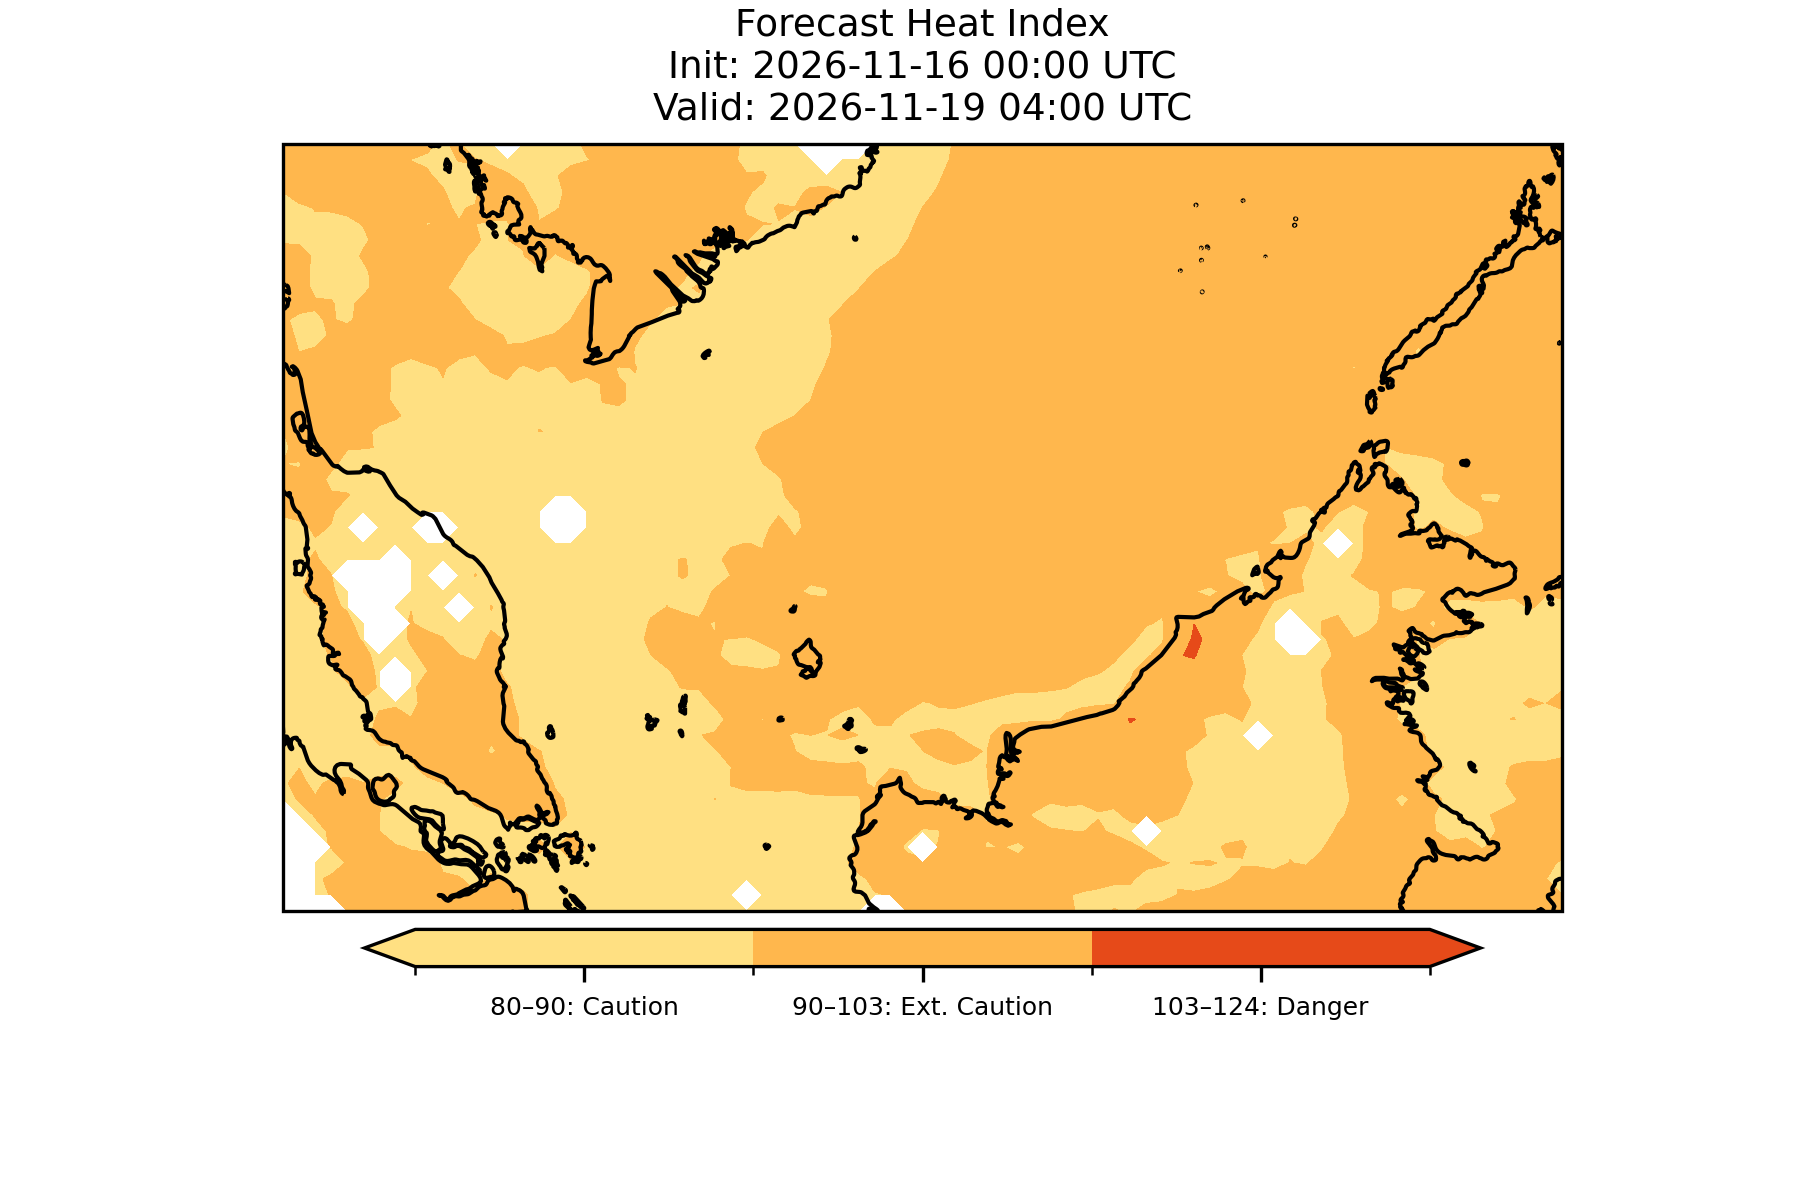 Forecast Heat Index
Init: 2026-11-16 00:00 UTC
Valid: 2026-11-19 04:00 UTC
80–90: Caution
90–103: Ext. Caution
103–124: Danger